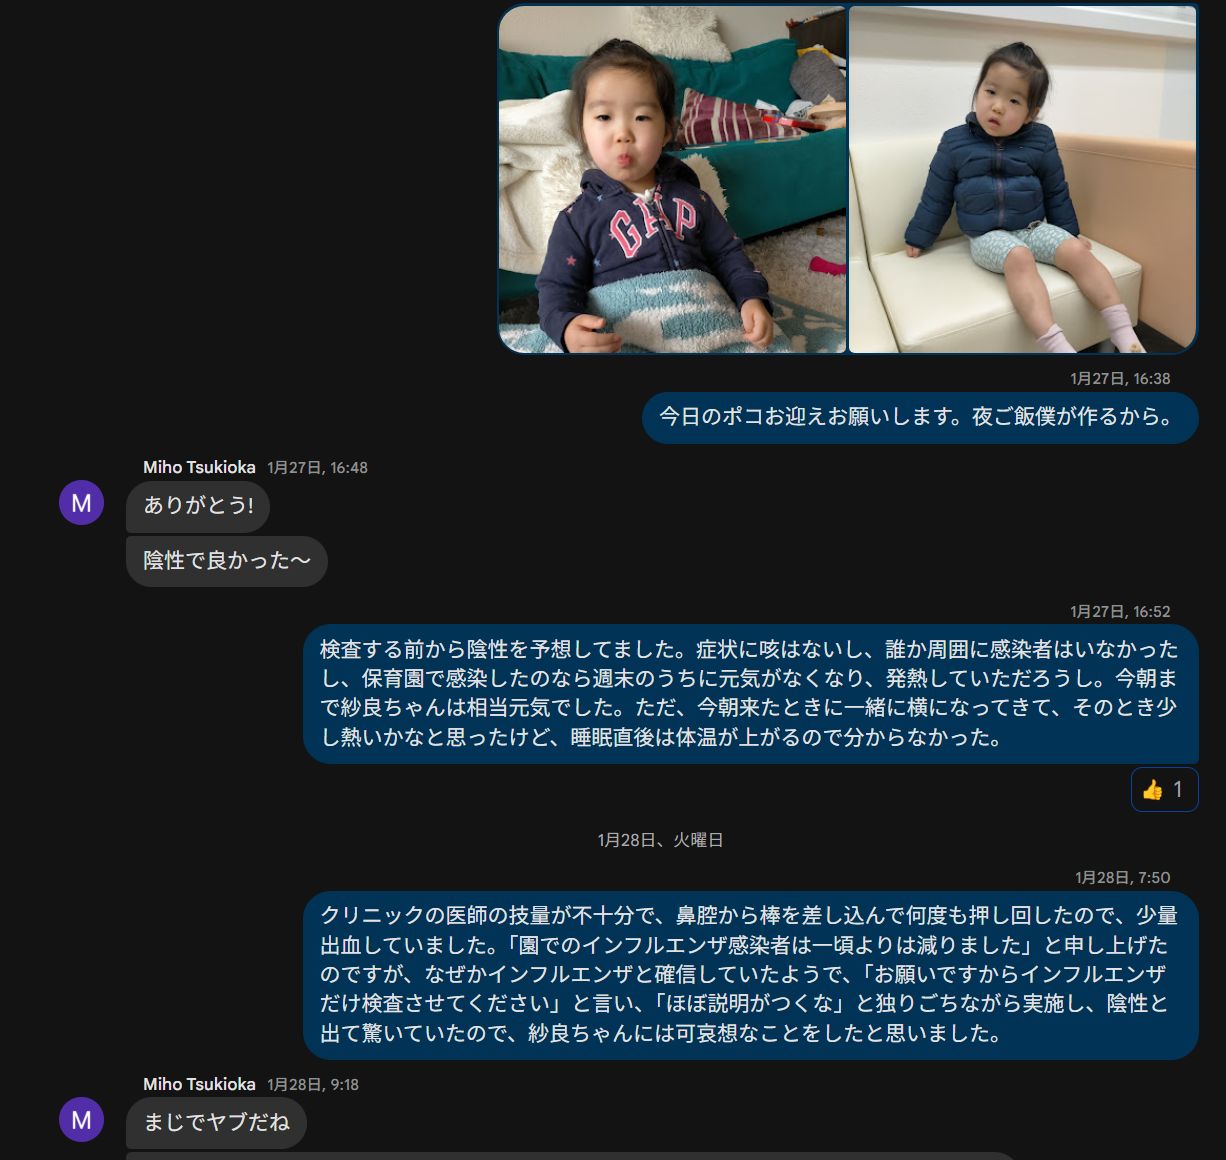 GAP
1月27日, 16:38
今日のポコお迎えお願いします。夜ご飯僕が作るから。
Miho Tsukioka 1月27日, 16:48
M
ありがとう!
陰性で良かった〜
1月27日, 16:52
検査する前から陰性を予想してました。症状に咳はないし、誰か周囲に感染者はいなかった
し、保育園で感染したのなら週末のうちに元気がなくなり、発熱していただろうし。今朝ま
で紗良ちゃんは相当元気でした。ただ、今朝来たときに一緒に横になってきて、そのとき少
し熱いかなと思ったけど、睡眠直後は体温が上がるので分からなかった。
👍 1
1月28日、火曜日
1月28日, 7:50
クリニックの医師の技量が不十分で、鼻腔から棒を差し込んで何度も押し回したので、少量
出血していました。「園でのインフルエンザ感染者は一頃よりは減りました」と申し上げた
のですが、なぜかインフルエンザと確信していたようで、「お願いですからインフルエンザ
だけ検査させてください」と言い、「ほぼ説明がつくな」と独りごちながら実施し、陰性と
出て驚いていたので、紗良ちゃんには可哀想なことをしたと思いました。
Miho Tsukioka 1月28日, 9:18
M
まじでヤブだね